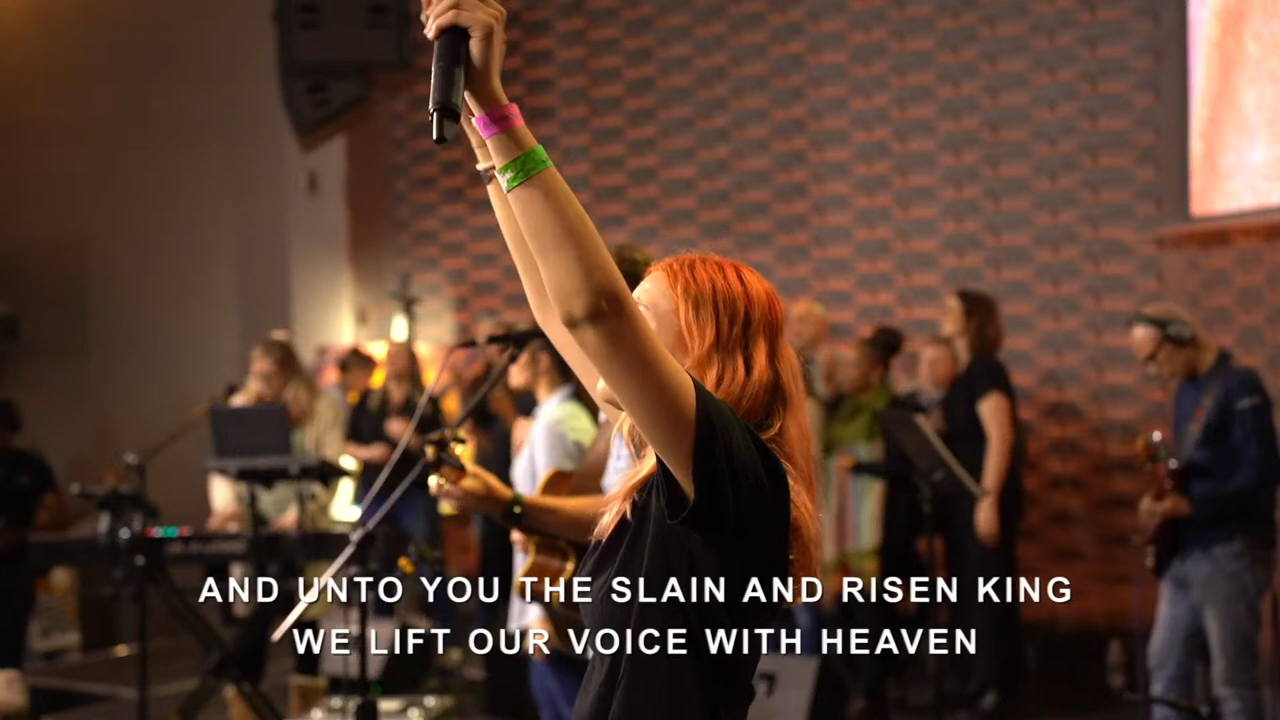 AND UNTO YOU THE SLAIN AND RISEN KING
WE LIFT OUR VOICE WITH HEAVEN